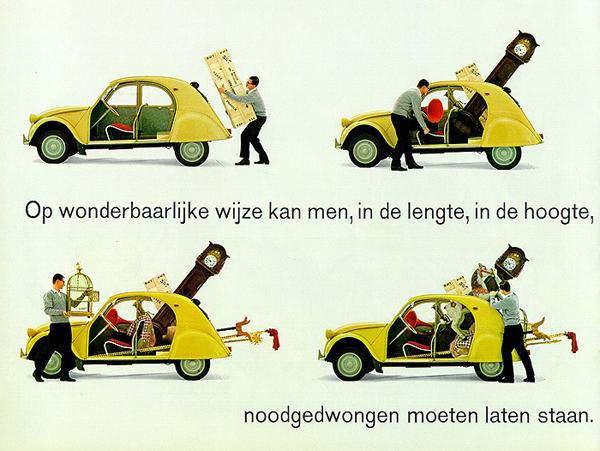 Op wonderbaarlijke wijze kan men, in de lengte, in de hoogte,
noodgedwongen moeten laten staan.